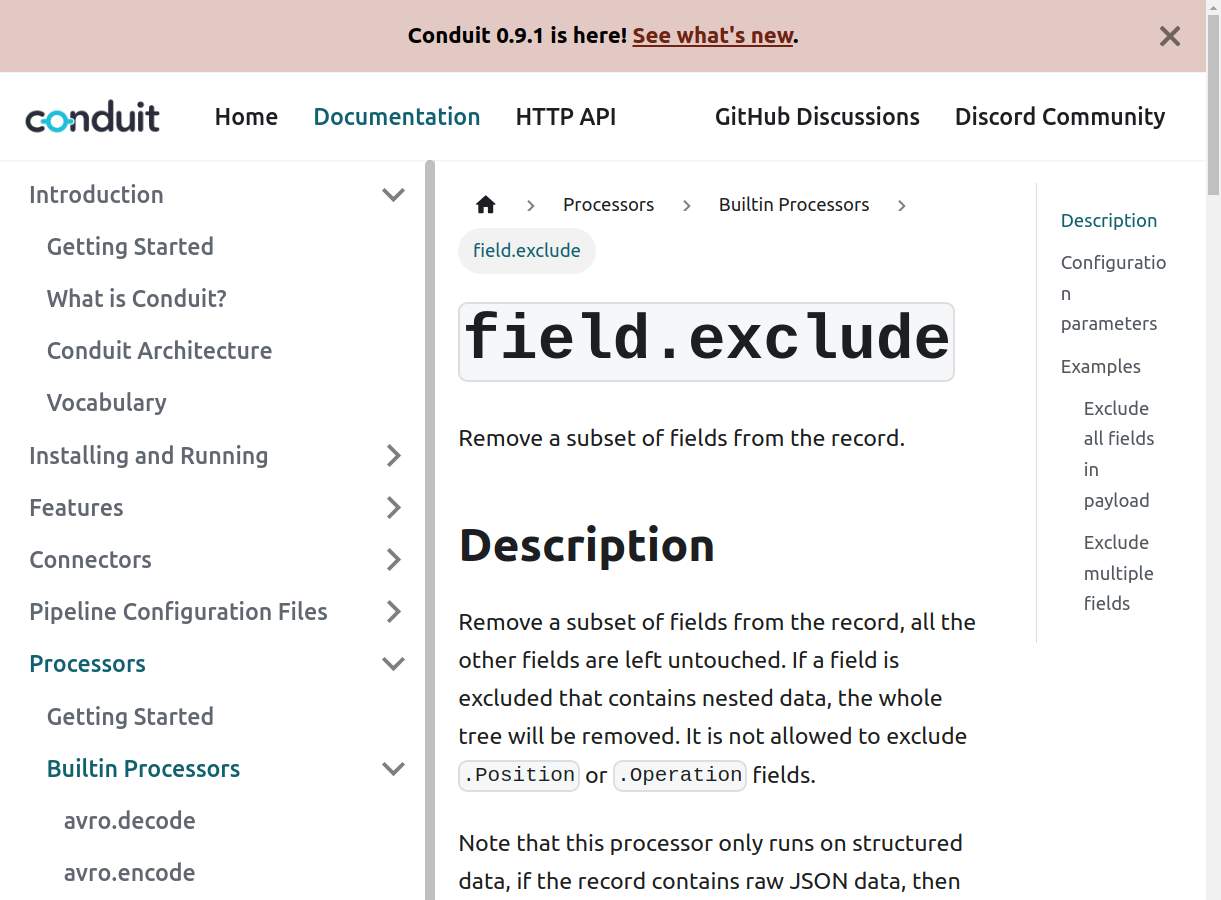 Conduit 0.9.1 is here! See what's new.
conduit
Home
Documentation
HTTP API
GitHub Discussions
Discord Community
Introduction
Getting Started
What is Conduit?
Conduit Architecture
Vocabulary
Installing and Running
Features
Connectors
Pipeline Configuration Files
Processors
Getting Started
Builtin Processors
avro.decode
avro.encode
Processors
Builtin Processors
field.exclude
field.exclude
Remove a subset of fields from the record.
Description
Remove a subset of fields from the record, all the
other fields are left untouched. If a field is
excluded that contains nested data, the whole
tree will be removed. It is not allowed to exclude
.Position or .Operation fields.
Note that this processor only runs on structured
data, if the record contains raw JSON data, then
Description
Configuratio
n
parameters
Examples
Exclude
all fields
in
payload
Exclude
multiple
fields